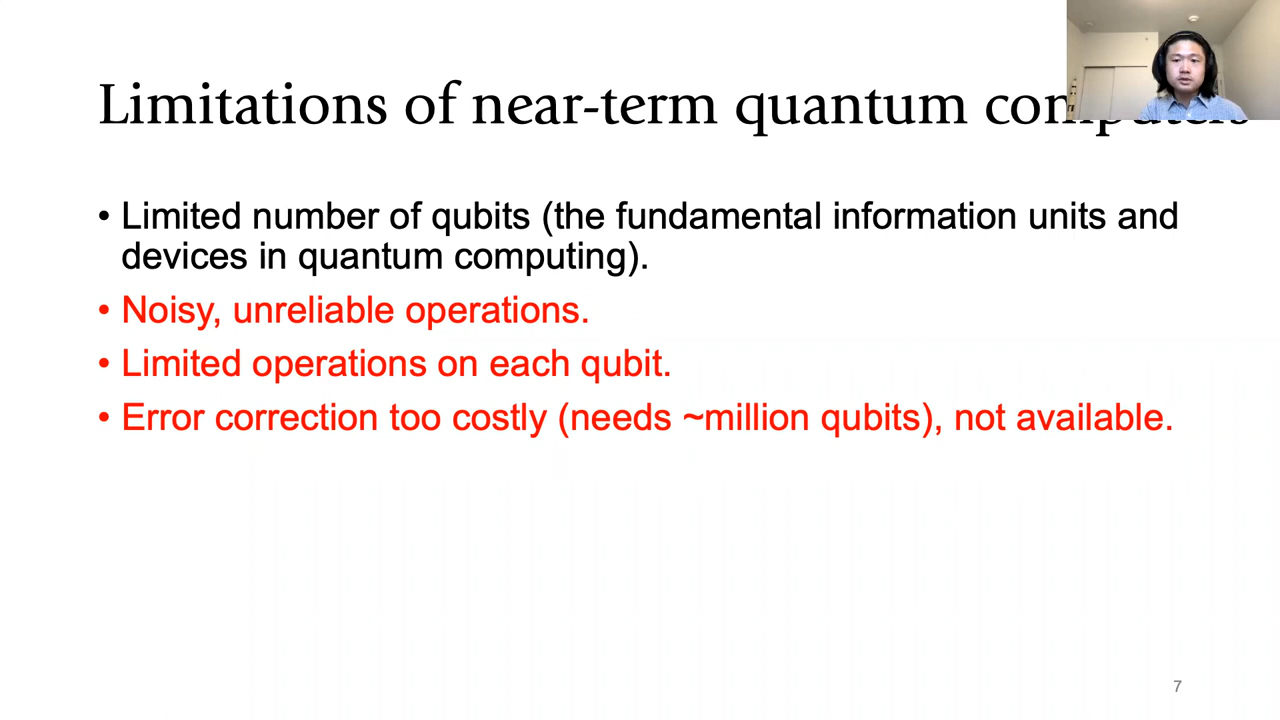 Limitations of near-term quantum computers
• Limited number of qubits (the fundamental information units and
devices in quantum computing).
• Noisy, unreliable operations.
• Limited operations on each qubit.
• Error correction too costly (needs ~million qubits), not available.
7